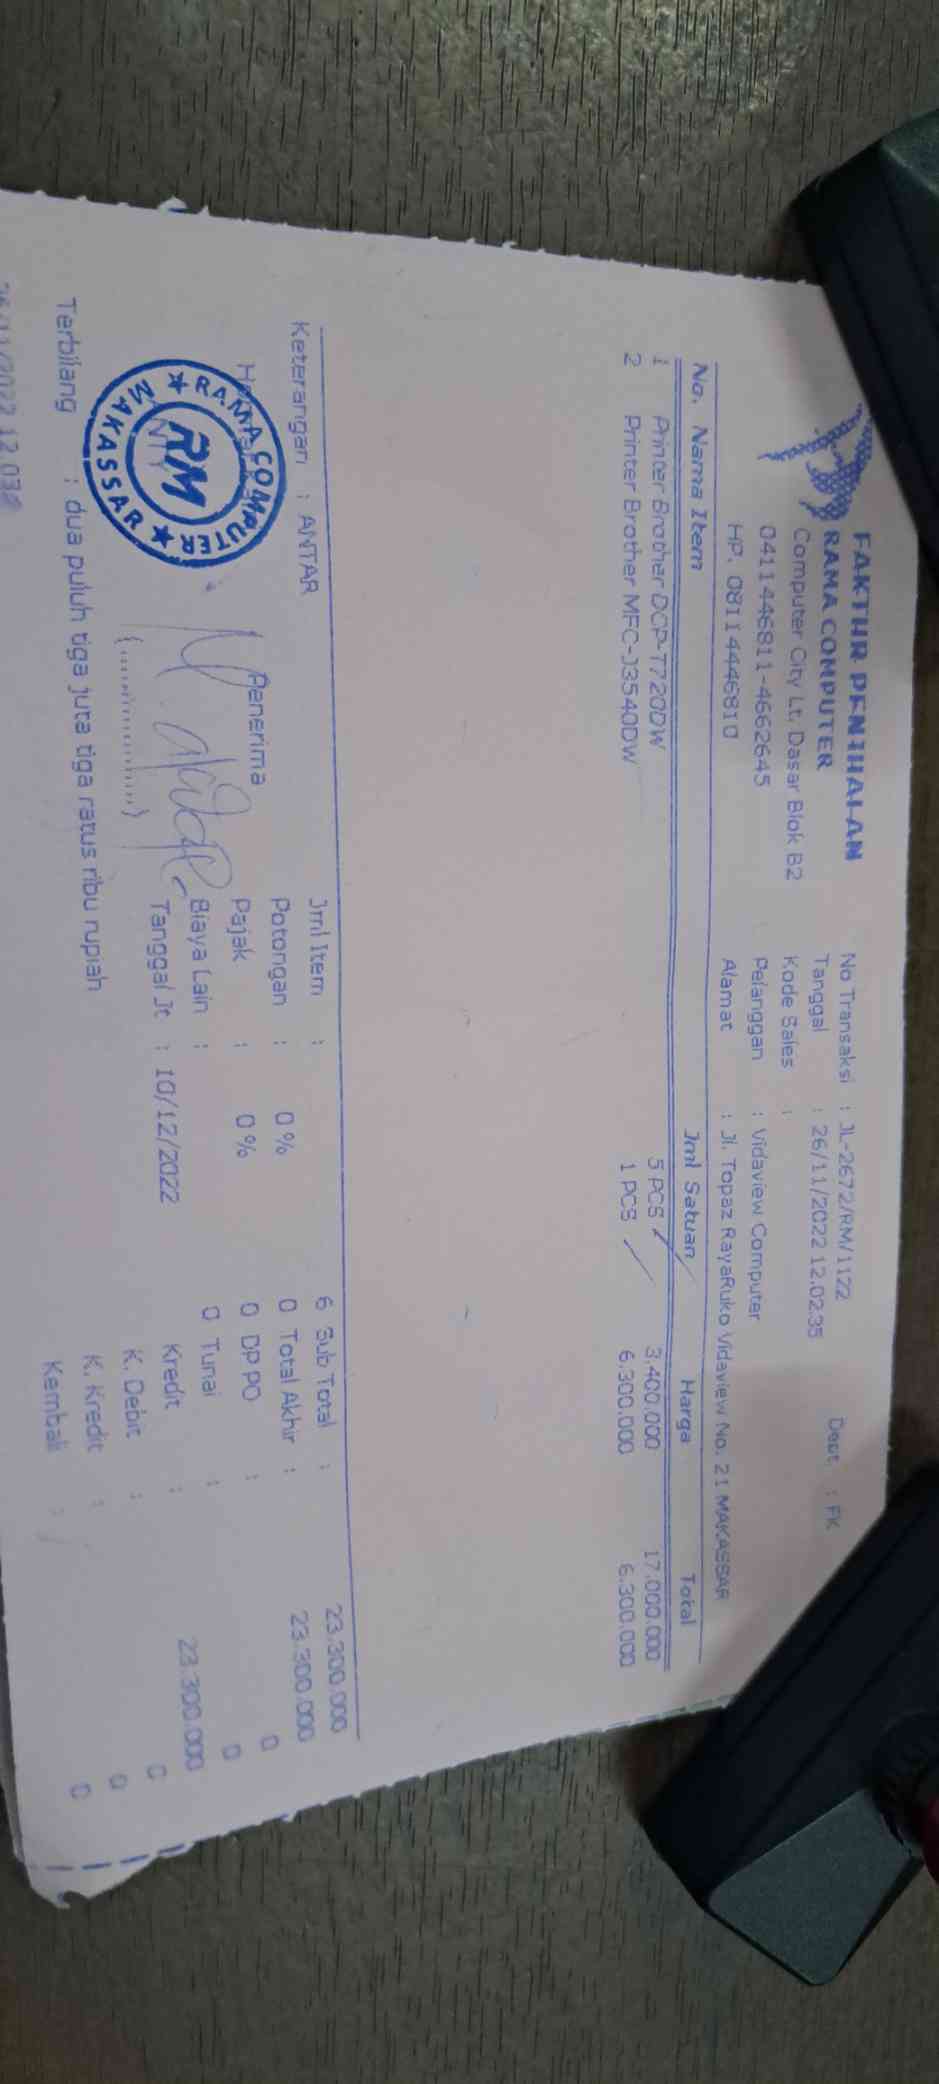 FAKTUR PENJUALAN
RAMA COMPUTER
Computer City Lt. Dasar Blok B2
0411446811-4662645
HP. 08114446810
No Transaksi : JL-2672/RM/1122
Tanggal : 26/11/2022 12.02.35
Kode Sales :
Pelanggan : Vidaview Computer
Alamat : Jl. Topaz RayaRuko Vidaview No. 21 MAKASSAR
Dept. : FK
No. Nama Item Jml Satuan Harga Total
1 Printer Brother DCP-T720DW 5 PCS 3.400.000 17.000.000
2 Printer Brother MFC-J3540DW 1 PCS 6.300.000 6.300.000
Keterangan : ANTAR
Penerima
(..............)
RAMA COMPUTER
RM
MAKASSAR
Jml Item : 6
Potongan : 0% 0
Pajak : 0% 0
Biaya Lain : 0
Tanggal Jt : 10/12/2022
Sub Total : 23.300.000
Total Akhir : 23.300.000
DP PO : 0
Tunai : 0
Kredit : 23.300.000
K. Debit : 0
K. Kredit : 0
Kembali : 0
Terbilang : dua puluh tiga juta tiga ratus ribu rupiah